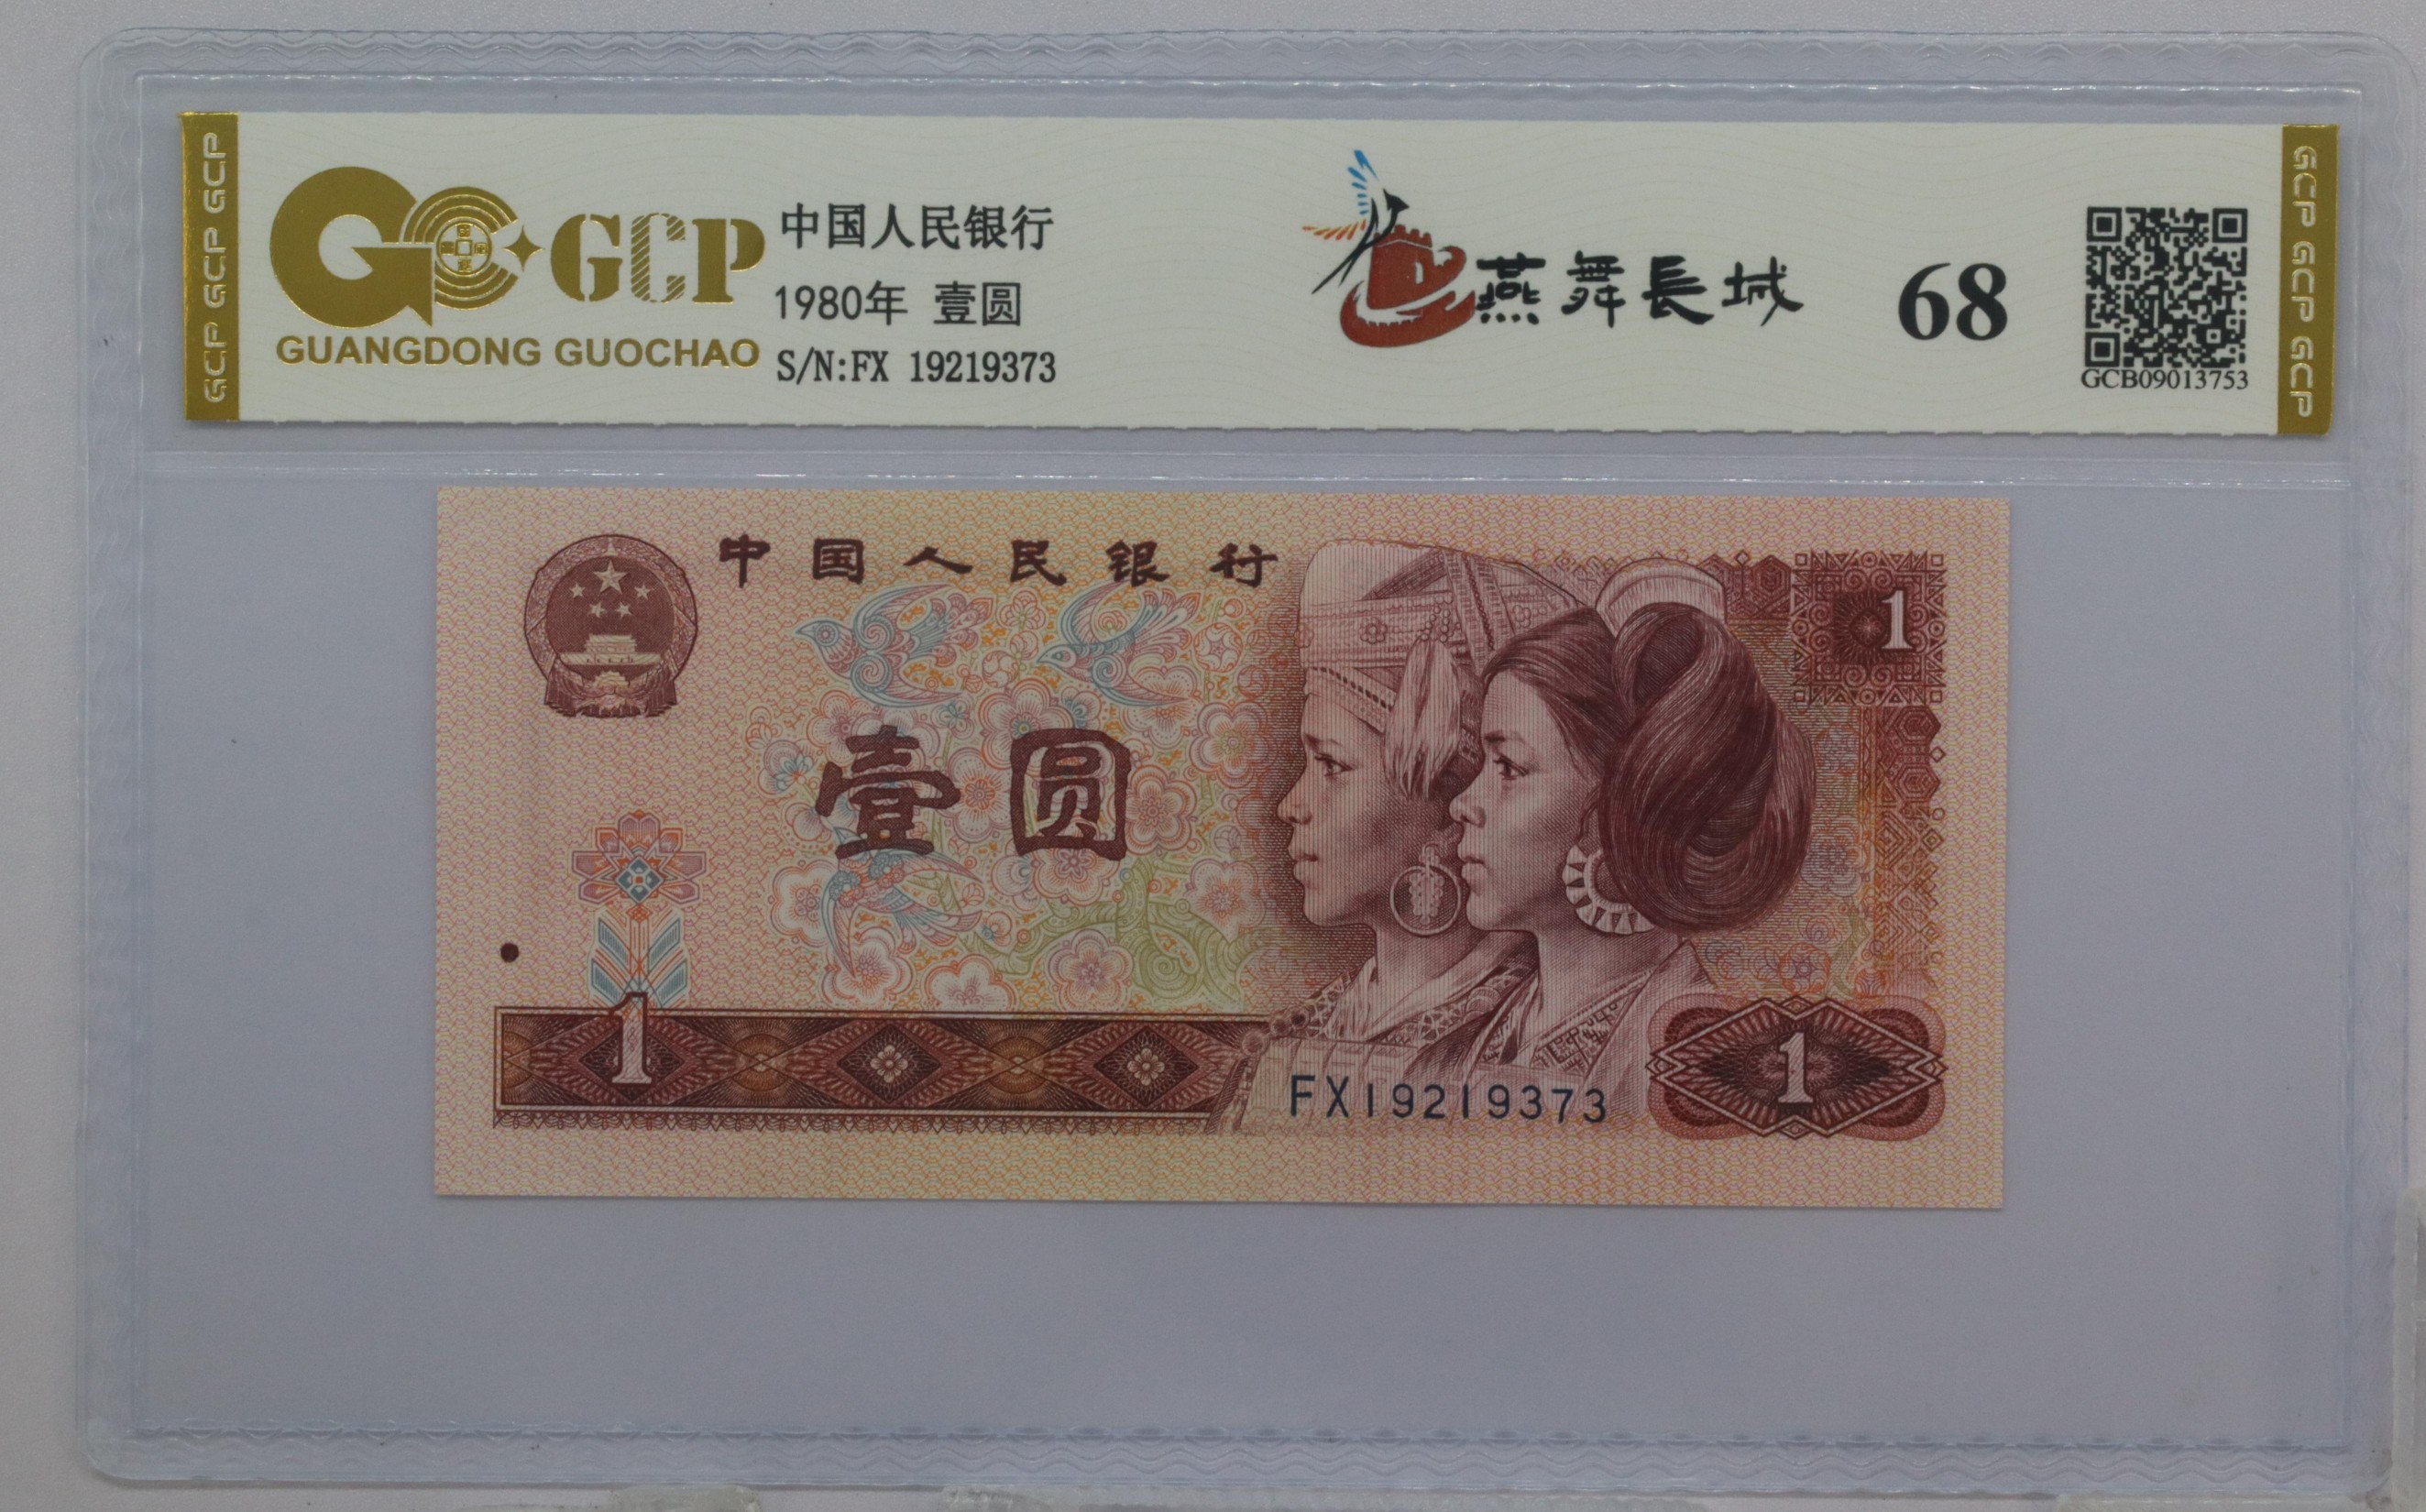 GCP GCP GCP
GCP
GUANGDONG GUOCHAO
中国人民银行
1980年 壹圆
S/N:FX 19219373
燕舞長城
68
GCB09013753
GCP GCP GCP
中国人民银行
1
壹圆
1
FX19219373
1